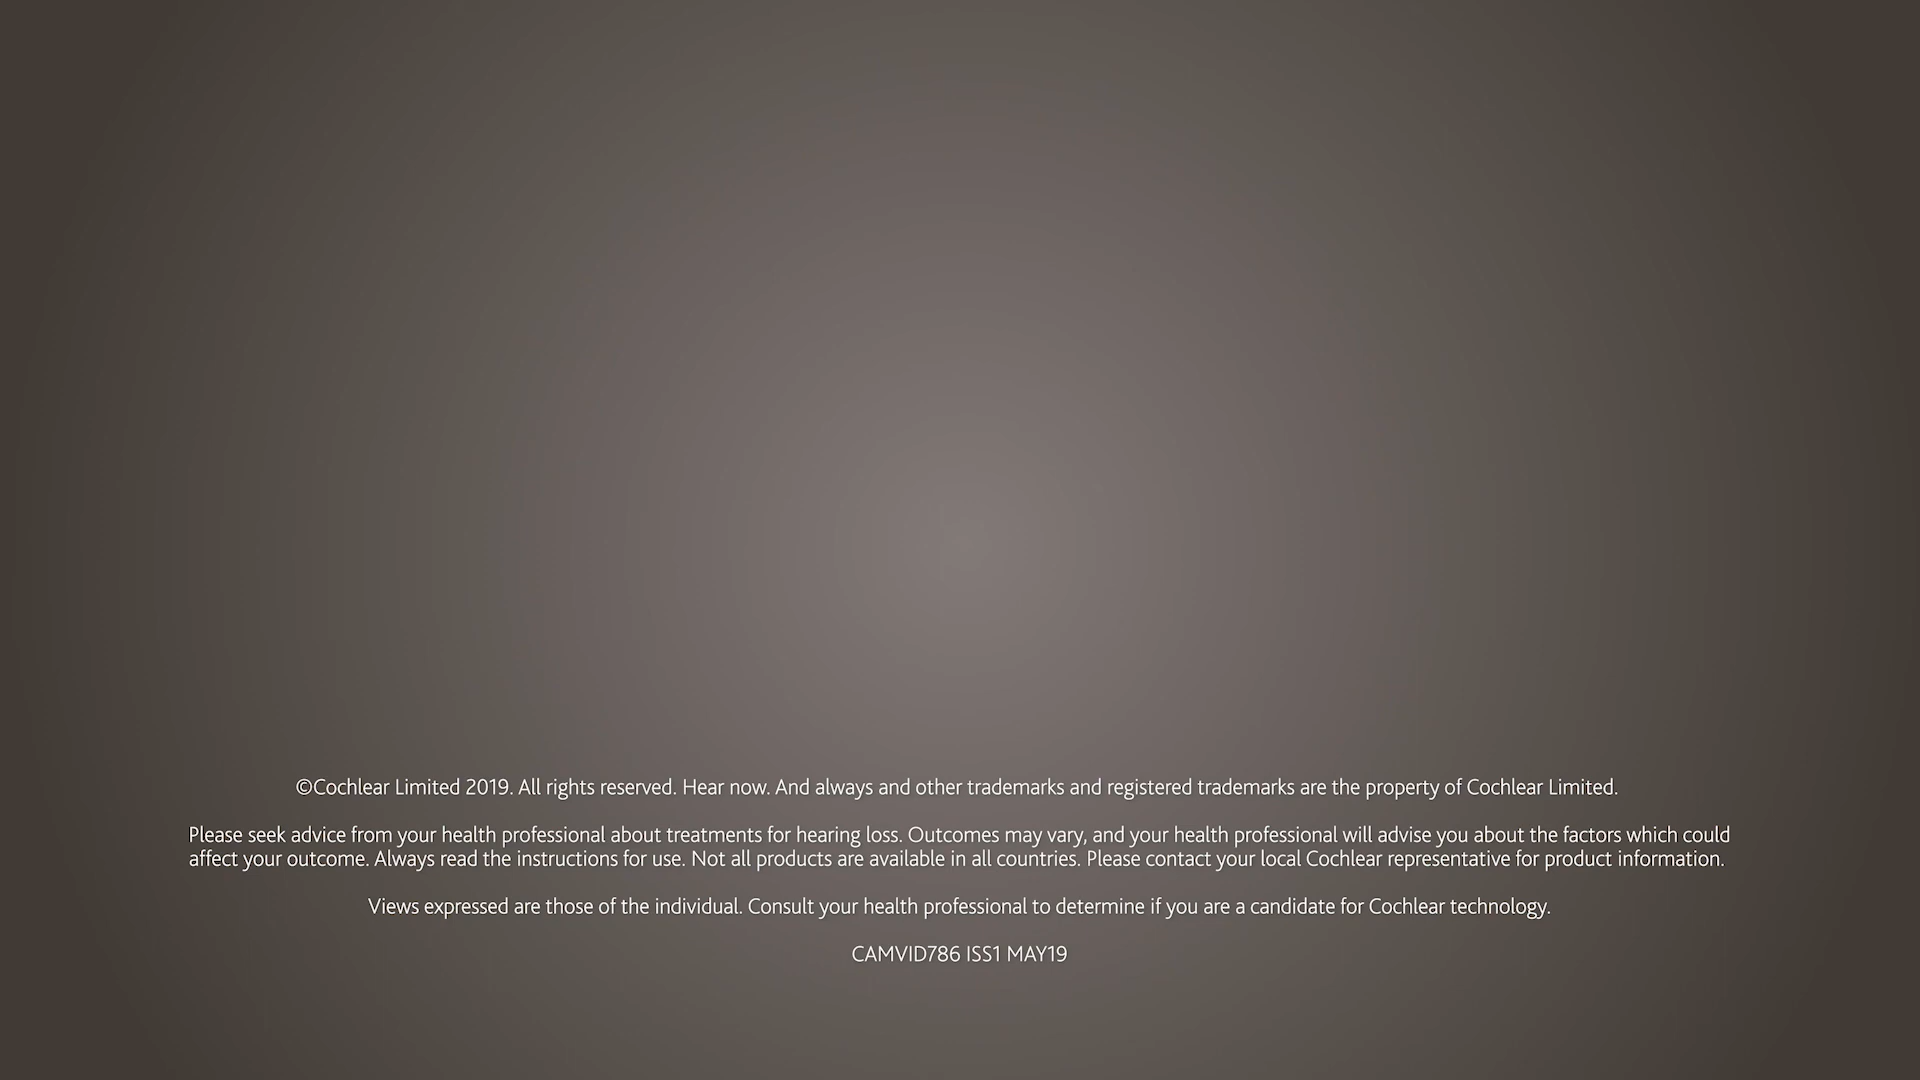 ©Cochlear Limited 2019. All rights reserved. Hear now. And always and other trademarks and registered trademarks are the property of Cochlear Limited.
Please seek advice from your health professional about treatments for hearing loss. Outcomes may vary, and your health professional will advise you about the factors which could
affect your outcome. Always read the instructions for use. Not all products are available in all countries. Please contact your local Cochlear representative for product information.
Views expressed are those of the individual. Consult your health professional to determine if you are a candidate for Cochlear technology.
CAMVID786 ISS1 MAY19